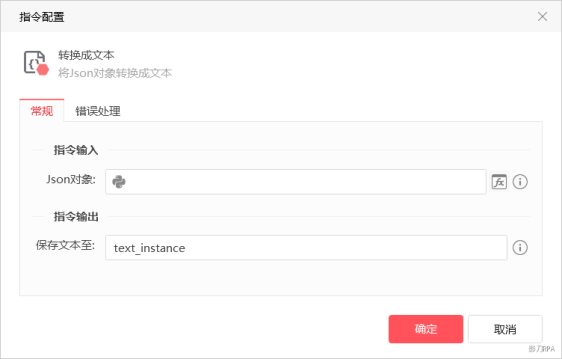 指令配置
转换成文本
将Json对象转换成文本
常规 错误处理
指令输入
Json对象:
fx
指令输出
保存文本至: text_instance
确定 取消
影刀RPA